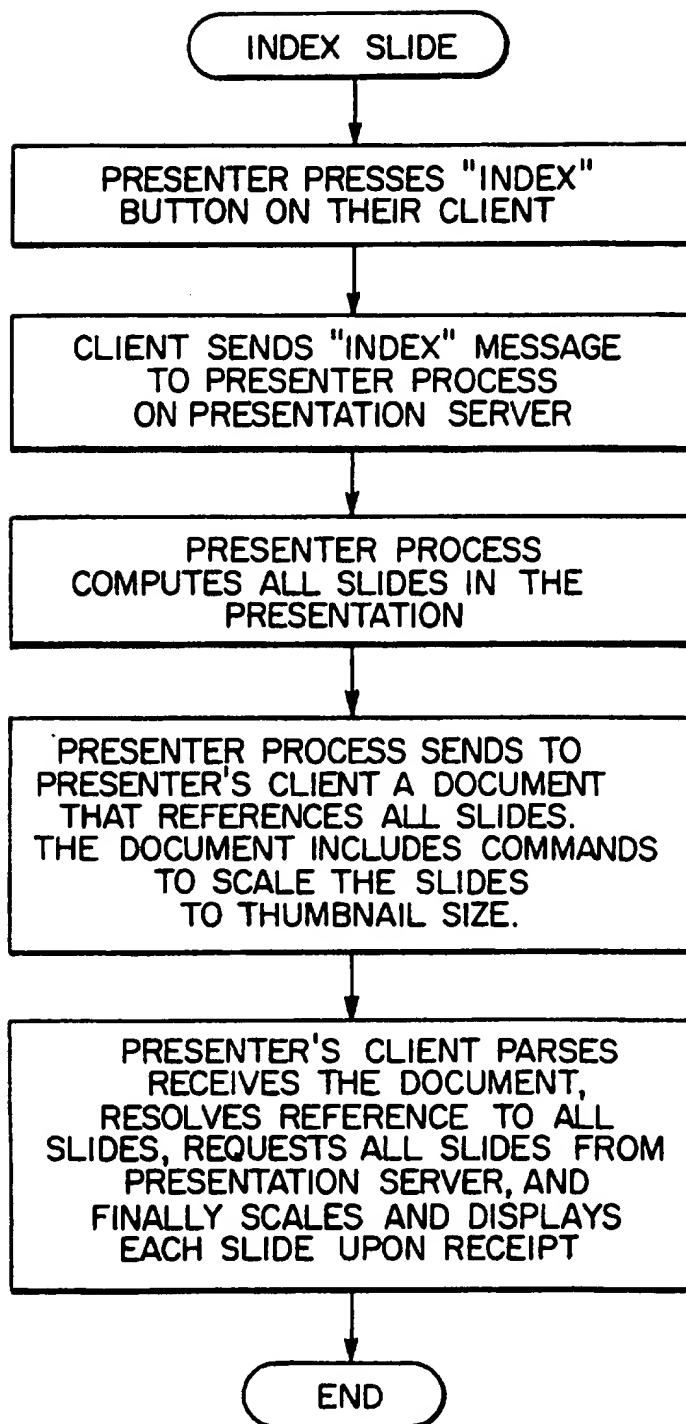 INDEX SLIDE
PRESENTER PRESSES "INDEX"
BUTTON ON THEIR CLIENT
CLIENT SENDS "INDEX" MESSAGE
TO PRESENTER PROCESS
ON PRESENTATION SERVER
PRESENTER PROCESS
COMPUTES ALL SLIDES IN THE
PRESENTATION
PRESENTER PROCESS SENDS TO
PRESENTER'S CLIENT A DOCUMENT
THAT REFERENCES ALL SLIDES.
THE DOCUMENT INCLUDES COMMANDS
TO SCALE THE SLIDES
TO THUMBNAIL SIZE.
PRESENTER'S CLIENT PARSES
RECEIVES THE DOCUMENT,
RESOLVES REFERENCE TO ALL
SLIDES, REQUESTS ALL SLIDES FROM
PRESENTATION SERVER, AND
FINALLY SCALES AND DISPLAYS
EACH SLIDE UPON RECEIPT
END